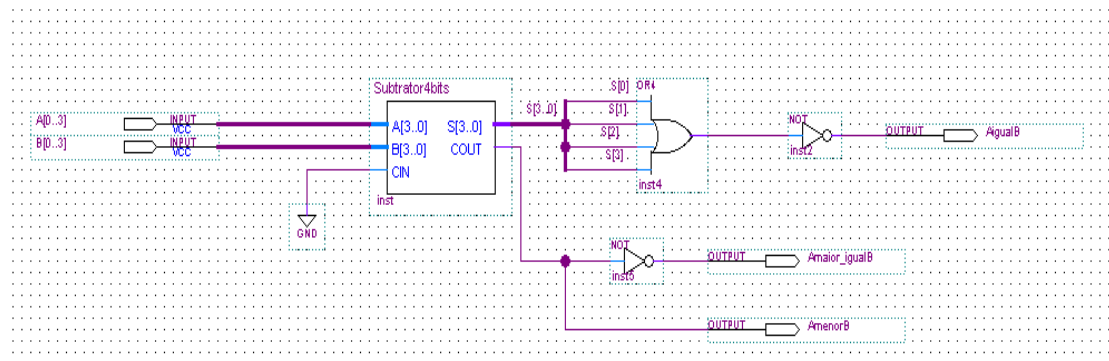 Subtrator4bits
A[0..3] INPUT VCC
B[0..3] INPUT VCC
A[3..0] S[3..0]
B[3..0] COUT
CIN
inst
GND
S[3..0]
S[0]
S[1]
S[2]
S[3]
OR4
inst4
NOT
inst2
OUTPUT AigualB
NOT
inst5
OUTPUT Amaior_igualB
OUTPUT AmenorB